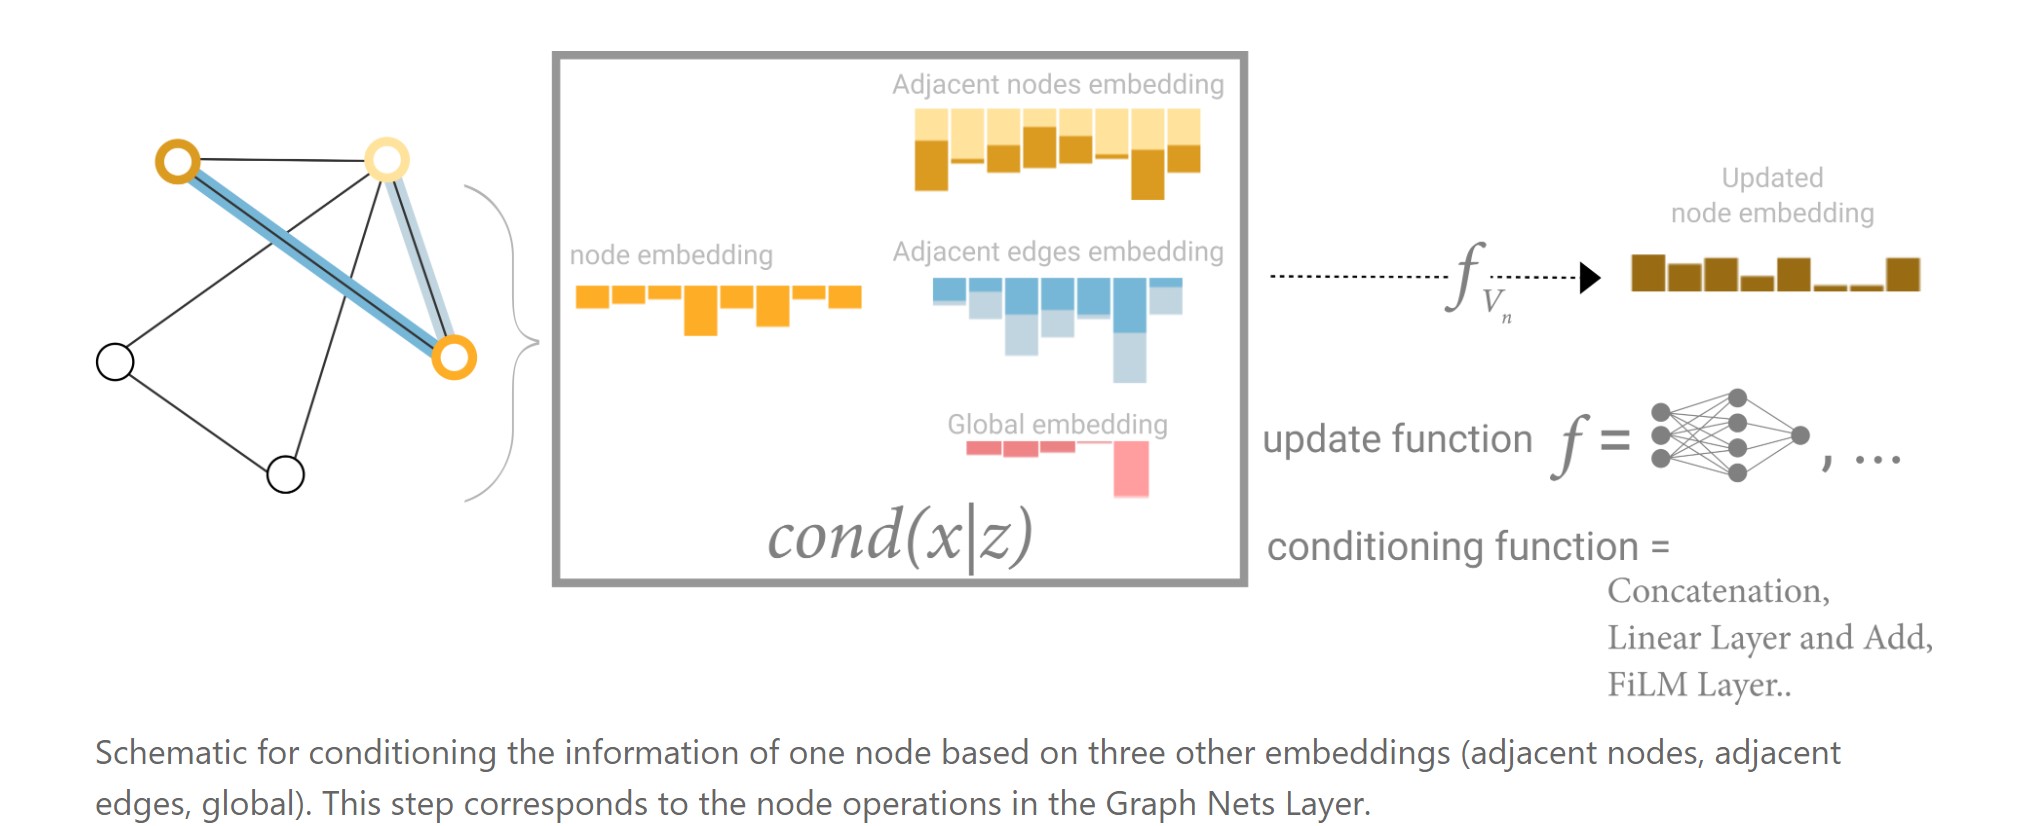 Adjacent nodes embedding
node embedding
Adjacent edges embedding
Global embedding
cond(x|z)
f Vn
Updated
node embedding
update function f = , ...
conditioning function =
Concatenation,
Linear Layer and Add,
FiLM Layer..
Schematic for conditioning the information of one node based on three other embeddings (adjacent nodes, adjacent
edges, global). This step corresponds to the node operations in the Graph Nets Layer.